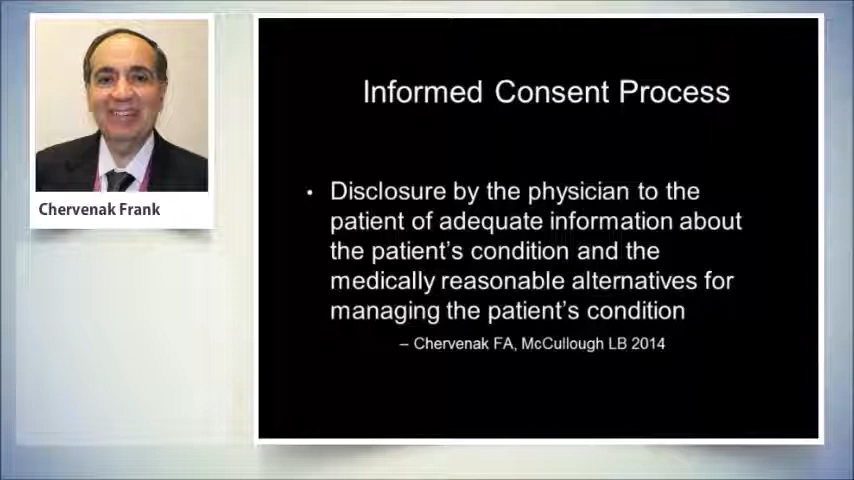 Chervenak Frank
Informed Consent Process
• Disclosure by the physician to the
patient of adequate information about
the patient's condition and the
medically reasonable alternatives for
managing the patient's condition
– Chervenak FA, McCullough LB 2014